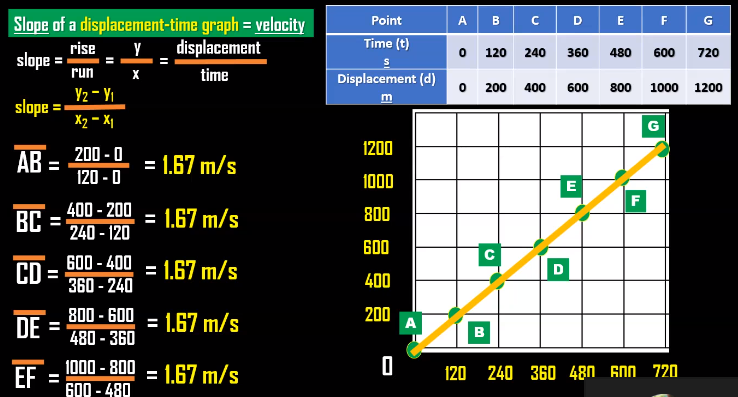 Slope of a displacement-time graph = velocity
slope = rise / run = y / x = displacement / time
slope = y₂ - y₁ / x₂ - x₁
AB = 200 - 0 / 120 - 0 = 1.67 m/s
BC = 400 - 200 / 240 - 120 = 1.67 m/s
CD = 600 - 400 / 360 - 240 = 1.67 m/s
DE = 800 - 600 / 480 - 360 = 1.67 m/s
EF = 1000 - 800 / 600 - 480 = 1.67 m/s
Point A B C D E F G
Time (t) s 0 120 240 360 480 600 720
Displacement (d) m 0 200 400 600 800 1000 1200
G
1200
1000
E
F
800
600
C
D
400
200
A
B
0
120 240 360 480 600 720